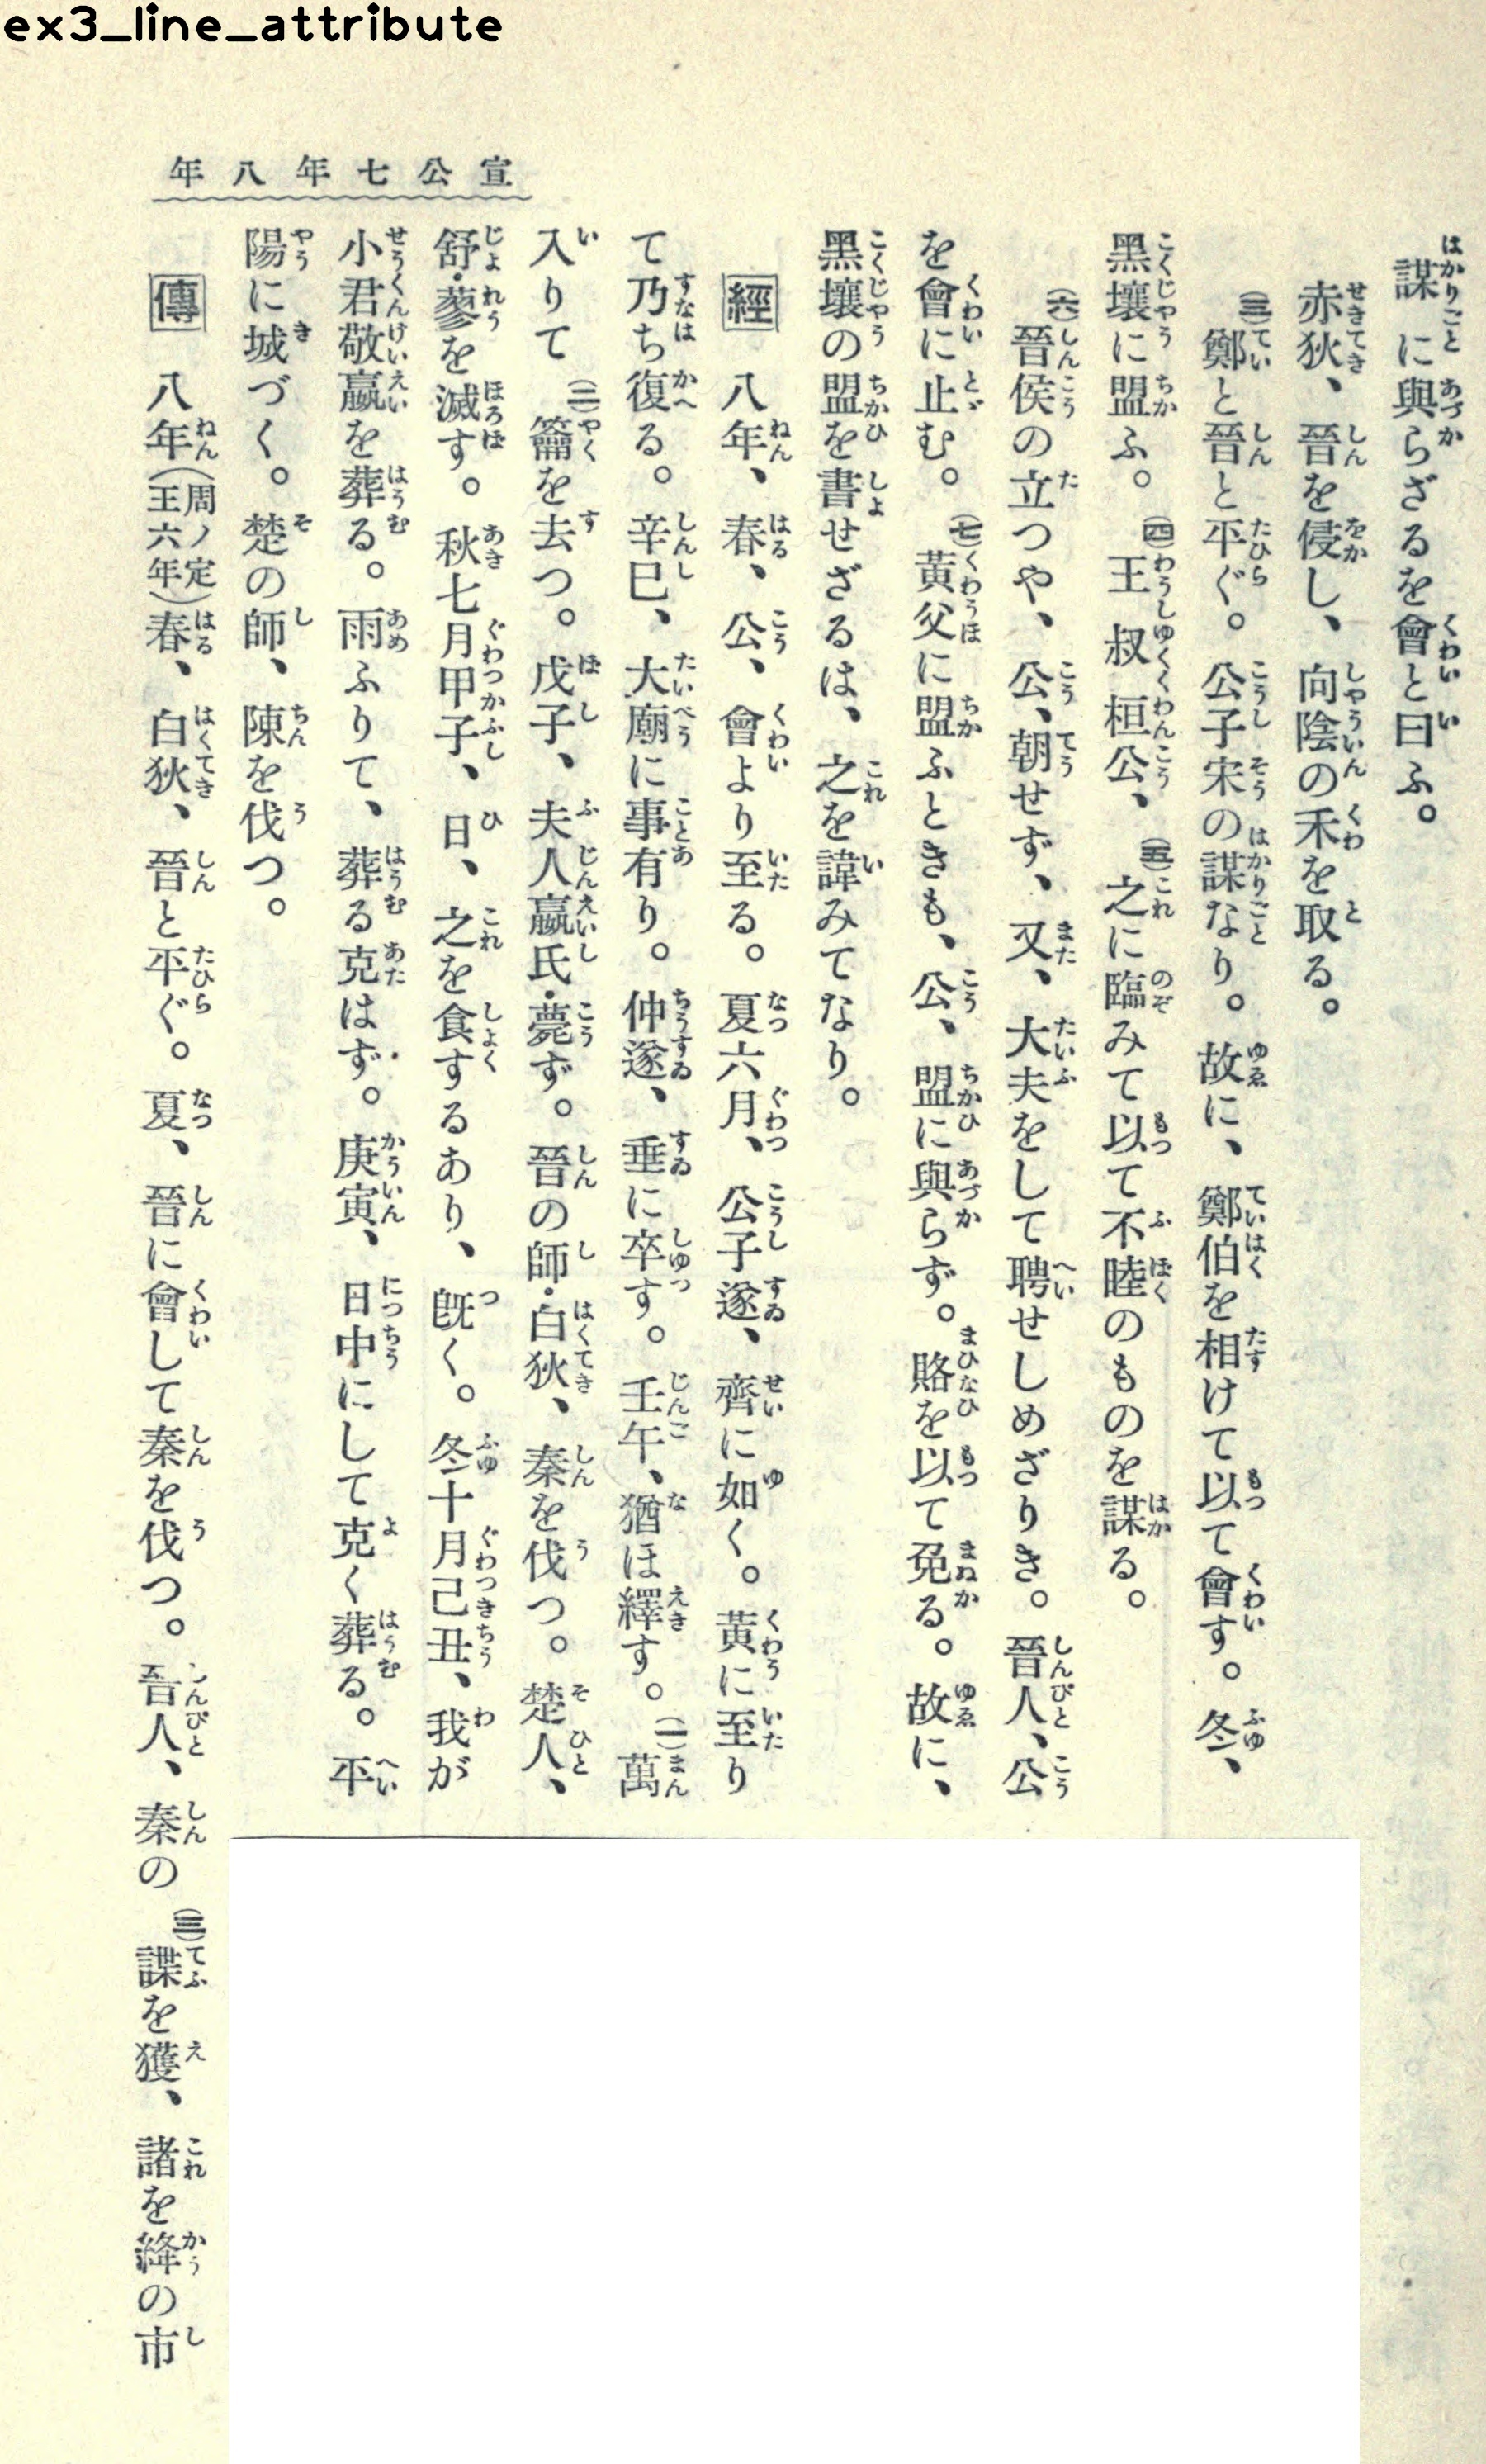 ex3_line_attribute
宣公七年八年
謀に與らざるを會と曰ふ。
赤狄、晉を侵し、向陰の禾を取る。
㈢鄭と晉と平ぐ。公子宋の謀なり。故に、鄭伯を相けて以て會す。冬、
黑壤に盟ふ。㈣王叔桓公、㈤之に臨みて以て不睦のものを謀る。
㈥晉侯の立つや、公、朝せず、又、大夫をして聘せしめざりき。晉人、公
を會に止む。㈦黃父に盟ふときも、公、盟に與らず。賂を以て免る。故に、
黑壤の盟を書せざるは、之を諱みてなり。
經 八年、春、公、會より至る。夏六月、公子遂、齊に如く。黃に至り
て乃ち復る。辛巳、大廟に事有り。仲遂、垂に卒す。壬午、猶ほ繹す。㈠萬
入りて㈡籥を去つ。戊子、夫人嬴氏・薨ず。晉の師・白狄、秦を伐つ。楚人、
舒・蓼を滅す。秋七月甲子、日、之を食するあり、旣く。冬十月己丑、我が
小君敬嬴を葬る。雨ふりて、葬る克はず。庚寅、日中にして克く葬る。平
陽に城づく。楚の師、陳を伐つ。
傳 八年(周ノ定王六年)春、白狄、晉と平ぐ。夏、晉に會して秦を伐つ。晉人、秦の㈢諜を獲、諸を絳の市